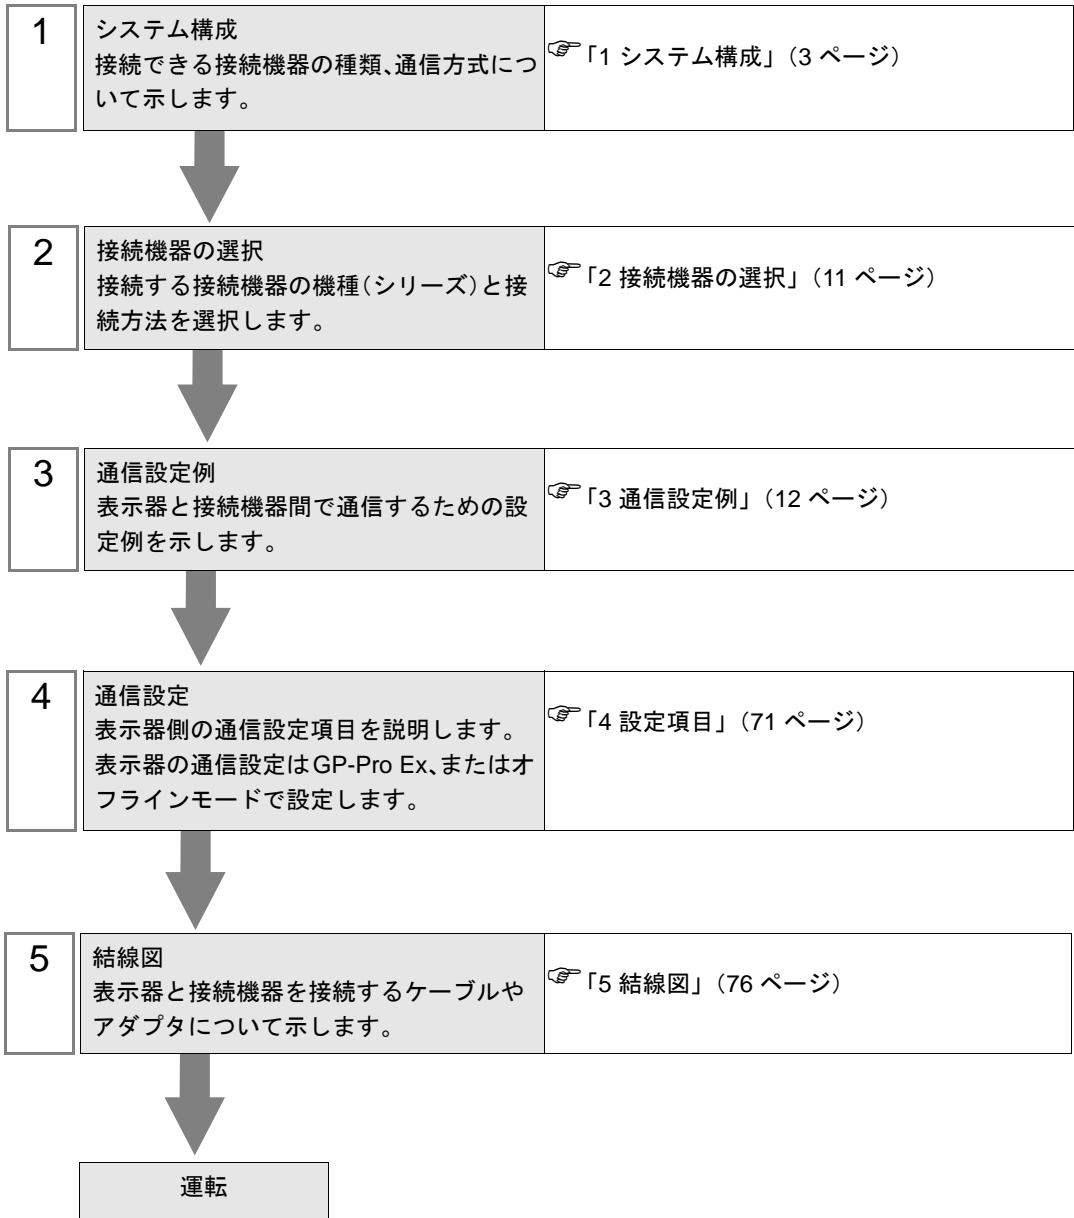 1
システム構成
接続できる接続機器の種類、通信方式につ
いて示します。
「1 システム構成」(3 ページ)
2
接続機器の選択
接続する接続機器の機種(シリーズ)と接
続方法を選択します。
「2 接続機器の選択」(11 ページ)
3
通信設定例
表示器と接続機器間で通信するための設
定例を示します。
「3 通信設定例」(12 ページ)
4
通信設定
表示器側の通信設定項目を説明します。
表示器の通信設定はGP-Pro Ex、またはオ
フラインモードで設定します。
「4 設定項目」(71 ページ)
5
結線図
表示器と接続機器を接続するケーブルや
アダプタについて示します。
「5 結線図」(76 ページ)
運転